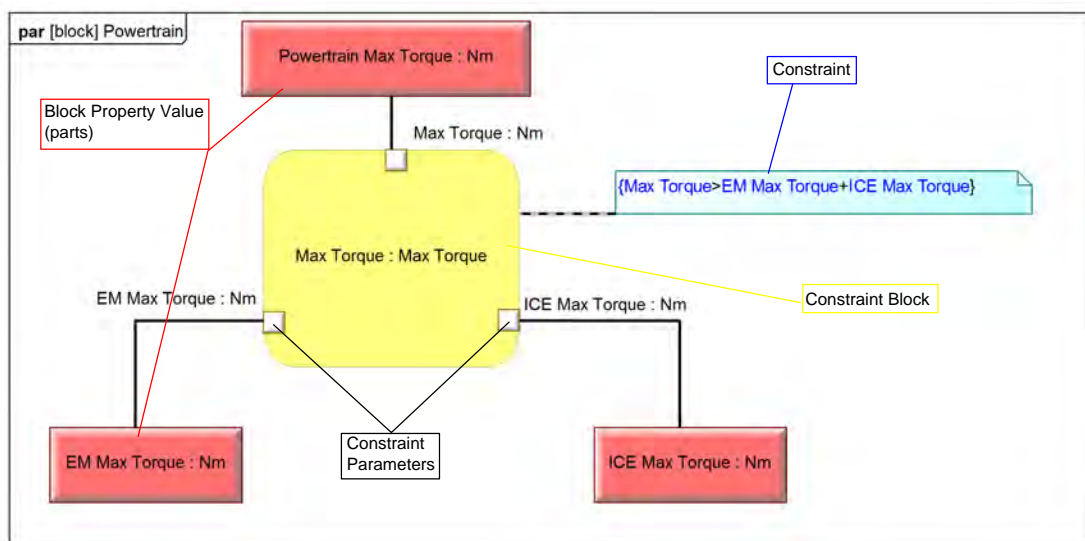 par [block] Powertrain
Powertrain Max Torque : Nm
Constraint
Block Property Value
(parts)
Max Torque : Nm
{Max Torque>EM Max Torque+ICE Max Torque}
Max Torque : Max Torque
EM Max Torque : Nm
ICE Max Torque : Nm
Constraint Block
Constraint
Parameters
EM Max Torque : Nm
ICE Max Torque : Nm